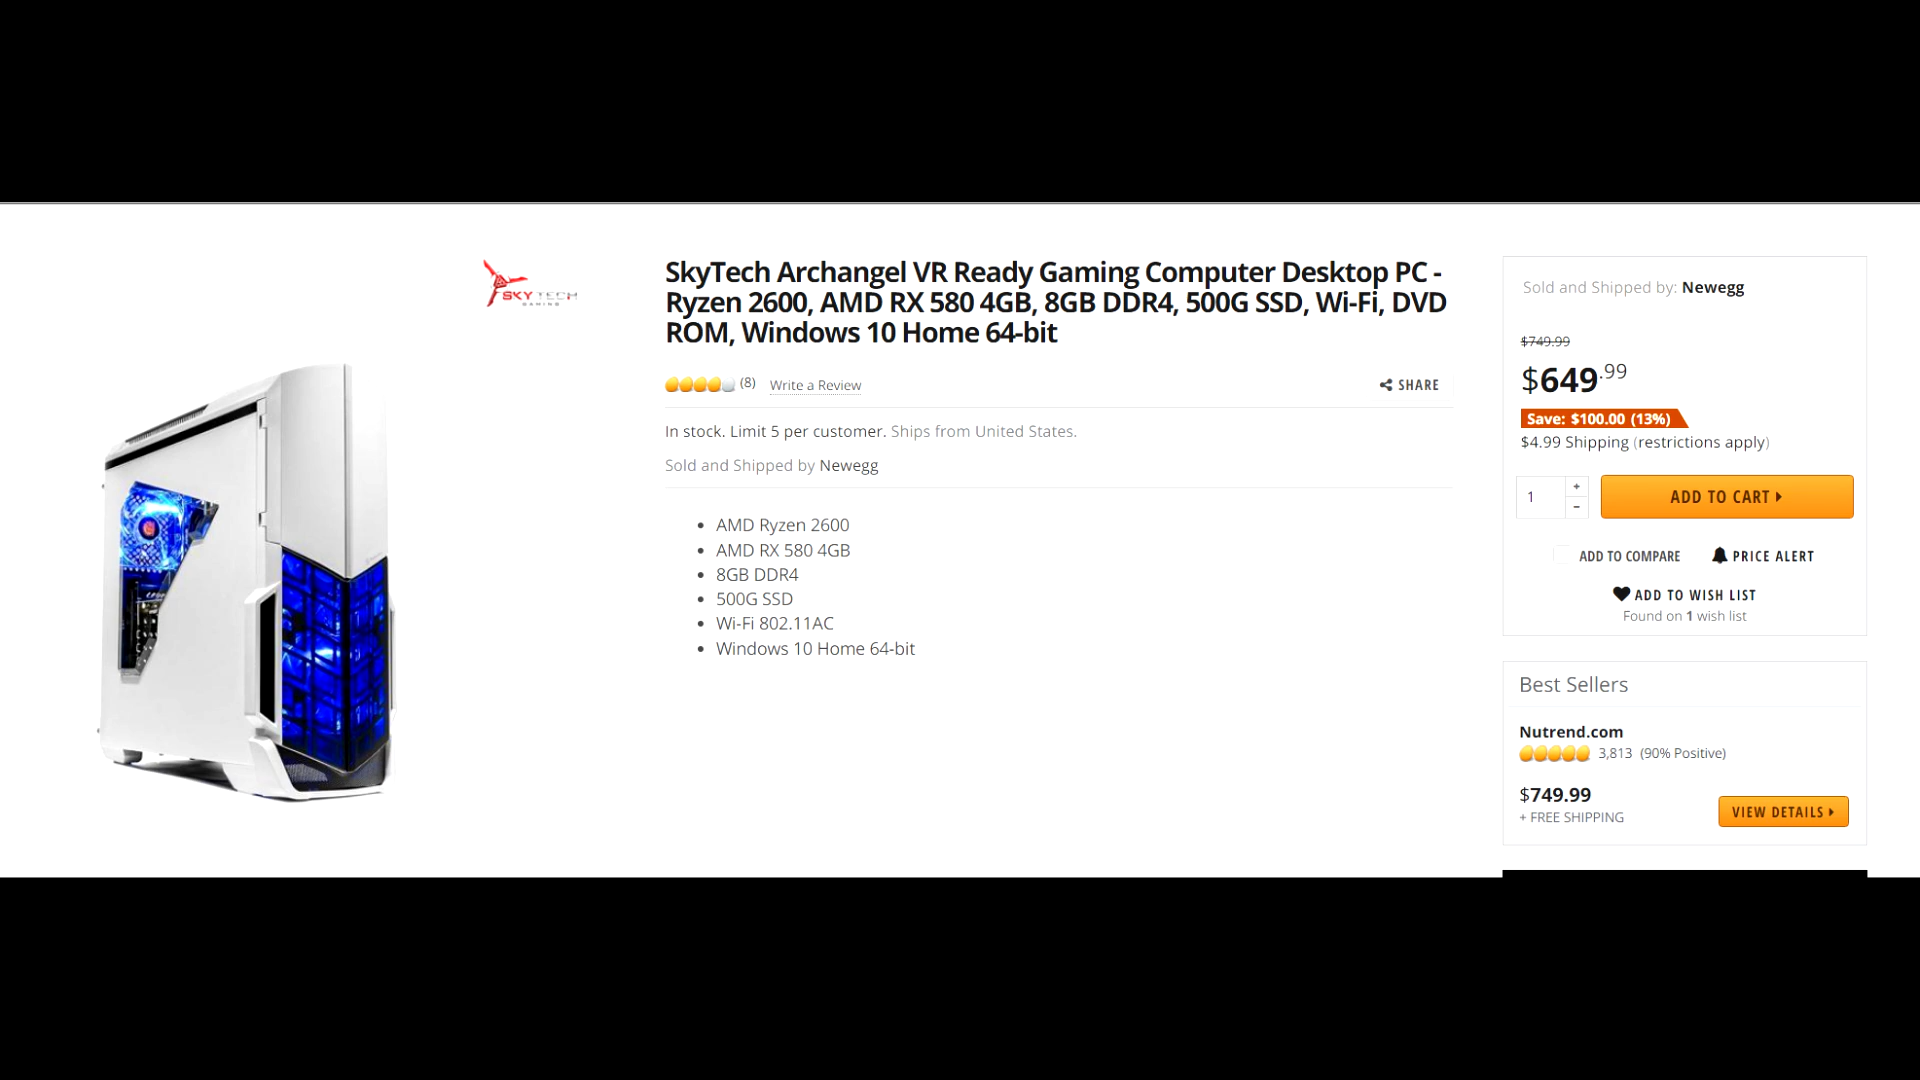 SKYTECH
GAMING
SkyTech Archangel VR Ready Gaming Computer Desktop PC -
Ryzen 2600, AMD RX 580 4GB, 8GB DDR4, 500G SSD, Wi-Fi, DVD
ROM, Windows 10 Home 64-bit
(8) Write a Review
SHARE
In stock. Limit 5 per customer. Ships from United States.
Sold and Shipped by Newegg
• AMD Ryzen 2600
• AMD RX 580 4GB
• 8GB DDR4
• 500G SSD
• Wi-Fi 802.11AC
• Windows 10 Home 64-bit
Sold and Shipped by: Newegg
$749.99
$649.99
Save: $100.00 (13%)
$4.99 Shipping (restrictions apply)
1 + -
ADD TO CART
ADD TO COMPARE
PRICE ALERT
ADD TO WISH LIST
Found on 1 wish list
Best Sellers
Nutrend.com
3,813 (90% Positive)
$749.99
+ FREE SHIPPING
VIEW DETAILS